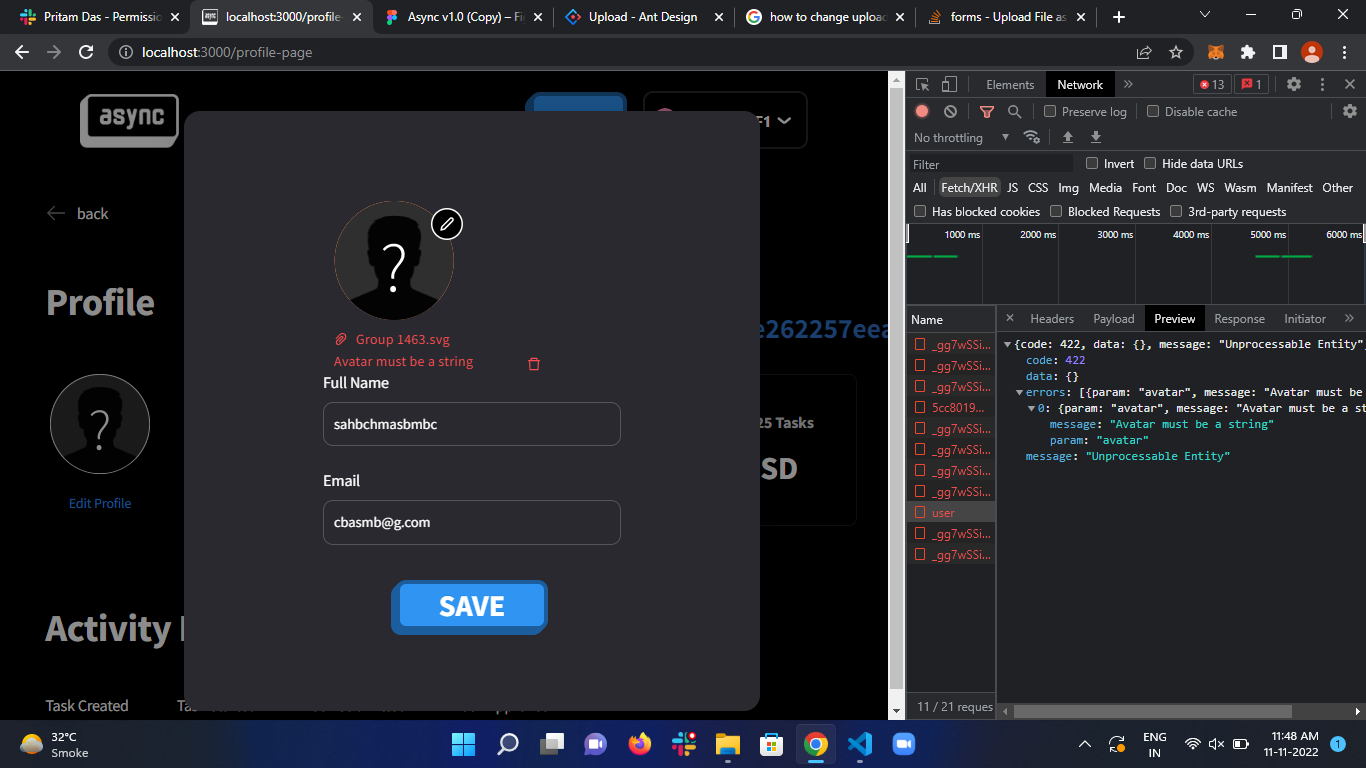 Pritam Das - Permissio
localhost:3000/profile-
Async v1.0 (Copy) – Fi
Upload - Ant Design
how to change upload
forms - Upload File as
localhost:3000/profile-page
async
F1
back
Profile
Edit Profile
Activity
Task Created
e262257eea
25 Tasks
SD
Group 1463.svg
Avatar must be a string
Full Name
sahbchmasbmbc
Email
cbasmb@g.com
SAVE
Elements
Network
13
1
Preserve log
Disable cache
No throttling
Filter
Invert
Hide data URLs
All
Fetch/XHR
JS
CSS
Img
Media
Font
Doc
WS
Wasm
Manifest
Other
Has blocked cookies
Blocked Requests
3rd-party requests
1000 ms
2000 ms
3000 ms
4000 ms
5000 ms
6000 ms
Name
_gg7wSSi...
_gg7wSSi...
_gg7wSSi...
5cc8019...
_gg7wSSi...
_gg7wSSi...
_gg7wSSi...
_gg7wSSi...
user
_gg7wSSi...
_gg7wSSi...
11 / 21 reques
Headers
Payload
Preview
Response
Initiator
{code: 422, data: {}, message: "Unprocessable Entity",
code: 422
data: {}
errors: [{param: "avatar", message: "Avatar must be
0: {param: "avatar", message: "Avatar must be a st
message: "Avatar must be a string"
param: "avatar"
message: "Unprocessable Entity"
32°C
Smoke
ENG
IN
11:48 AM
11-11-2022
1